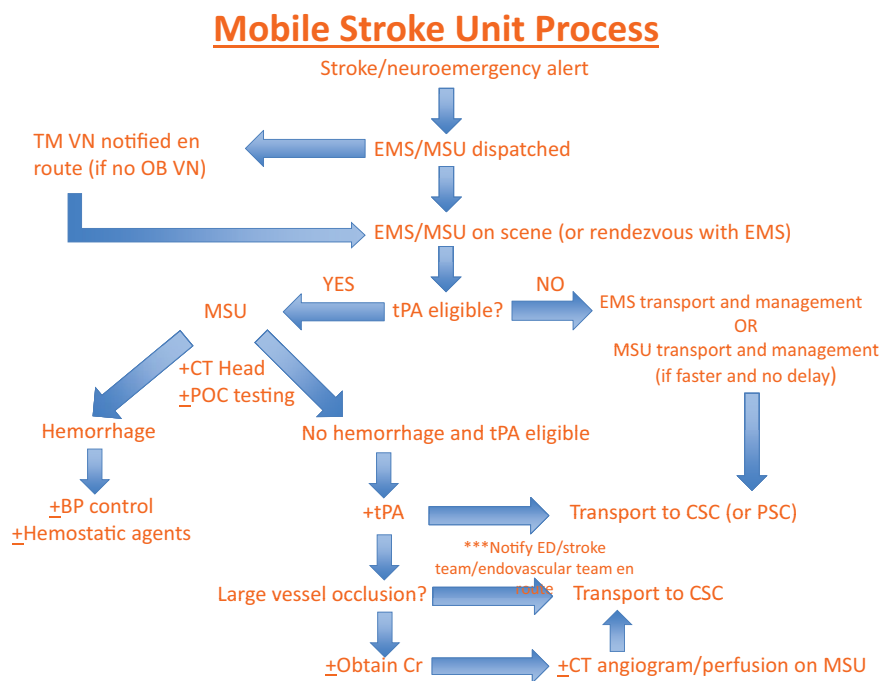 Mobile Stroke Unit Process
Stroke/neuroemergency alert
TM VN notified en
route (if no OB VN)
EMS/MSU dispatched
EMS/MSU on scene (or rendezvous with EMS)
YES
NO
MSU
tPA eligible?
EMS transport and management
OR
MSU transport and management
(if faster and no delay)
+CT Head
±POC testing
Hemorrhage
No hemorrhage and tPA eligible
±BP control
±Hemostatic agents
+tPA
Transport to CSC (or PSC)
***Notify ED/stroke
team/endovascular team en
route
Large vessel occlusion?
Transport to CSC
±Obtain Cr
±CT angiogram/perfusion on MSU